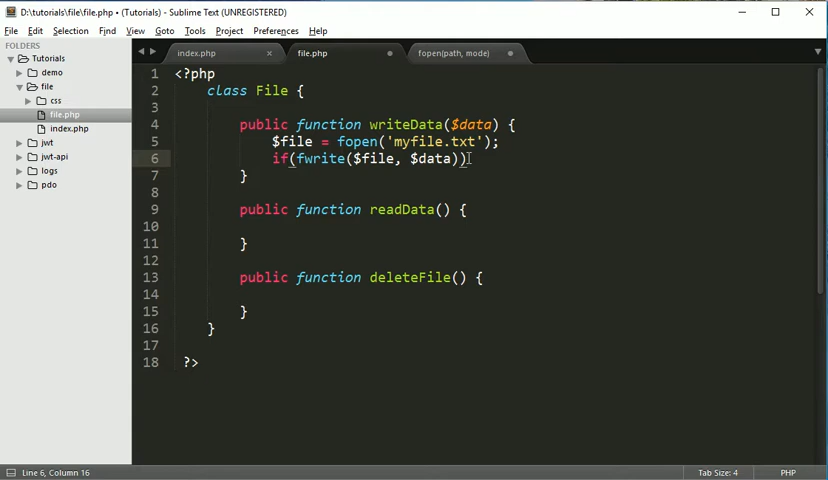 D:\tutorials\file\file.php • (Tutorials) - Sublime Text (UNREGISTERED)
File Edit Selection Find View Goto Tools Project Preferences Help
FOLDERS
Tutorials
demo
file
css
file.php
index.php
jwt
jwt-api
logs
pdo
index.php file.php fopen(path, mode)
1 <?php
2 class File {
3
4 public function writeData($data) {
5 $file = fopen('myfile.txt');
6 if(fwrite($file, $data))
7 }
8
9 public function readData() {
10
11 }
12
13 public function deleteFile() {
14
15 }
16 }
17
18 ?>
Line 6, Column 16 Tab Size: 4 PHP